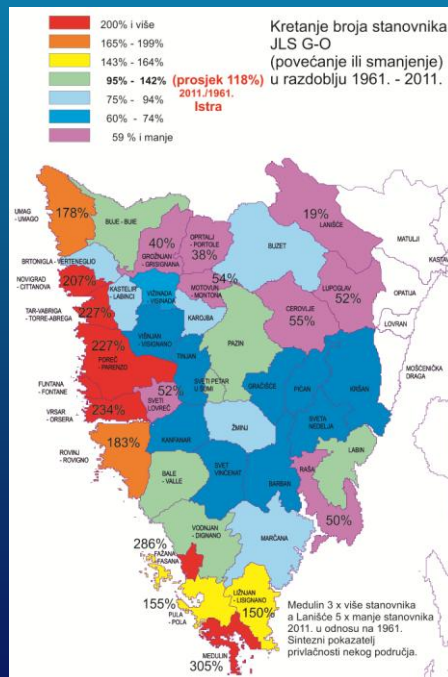 200% i više
165% - 199%
143% - 164%
95% - 142% (prosjek 118%)
2011./1961.
Istra
75% - 94%
60% - 74%
59 % i manje
Kretanje broja stanovnika
JLS G-O
(povećanje ili smanjenje)
u razdoblju 1961. - 2011.
UMAG
- UMAGO
178%
BUJE - BUIE
BRTONIGLA - VERTENEGLIO
NOVIGRAD
- CITTANOVA
207%
TAR-VABRIGA
- TORRE-ABREGA
227%
227%
POREČ
- PARENZO
FUNTANA
- FONTANE
VRSAR
- ORSERA
234%
ROVINJ
- ROVIGNO
183%
40%
GROŽNJAN
- GRISIGNANA
OPRTALJ
- PORTOLE
38%
54%
MOTOVUN
- MONTONA
KAŠTELIR
- LABINCI
VIŽINADA
- VISINADA
KAROJBA
VIŠNJAN
- VISIGNANO
TINJAN
52%
SVETI
LOVREČ
SVETI PETAR
U ŠUMI
BUZET
19%
LANIŠĆE
LUPOGLAV
52%
CEROVLJE
55%
PAZIN
GRAČIŠĆE
PIĆAN
KRŠAN
SVETA
NEDELJA
ŽMINJ
KANFANAR
SVET
VINČENAT
BARBAN
RAŠA
LABIN
50%
BALE
- VALLE
VODNJAN
- DIGNANO
MARČANA
286%
FAŽANA
- FASANA
155%
PULA
- POLA
LIŽNJAN - LISIGNANO
150%
MEDULIN
305%
MATULJI
KASTAV
OPATIJA
LOVRAN
MOŠĆENIČKA
DRAGA
Medulin 3 x više stanovnika
a Lanišće 5 x manje stanovnika
2011. u odnosu na 1961.
Sintezni pokazatelj
privlačnosti nekog područja.